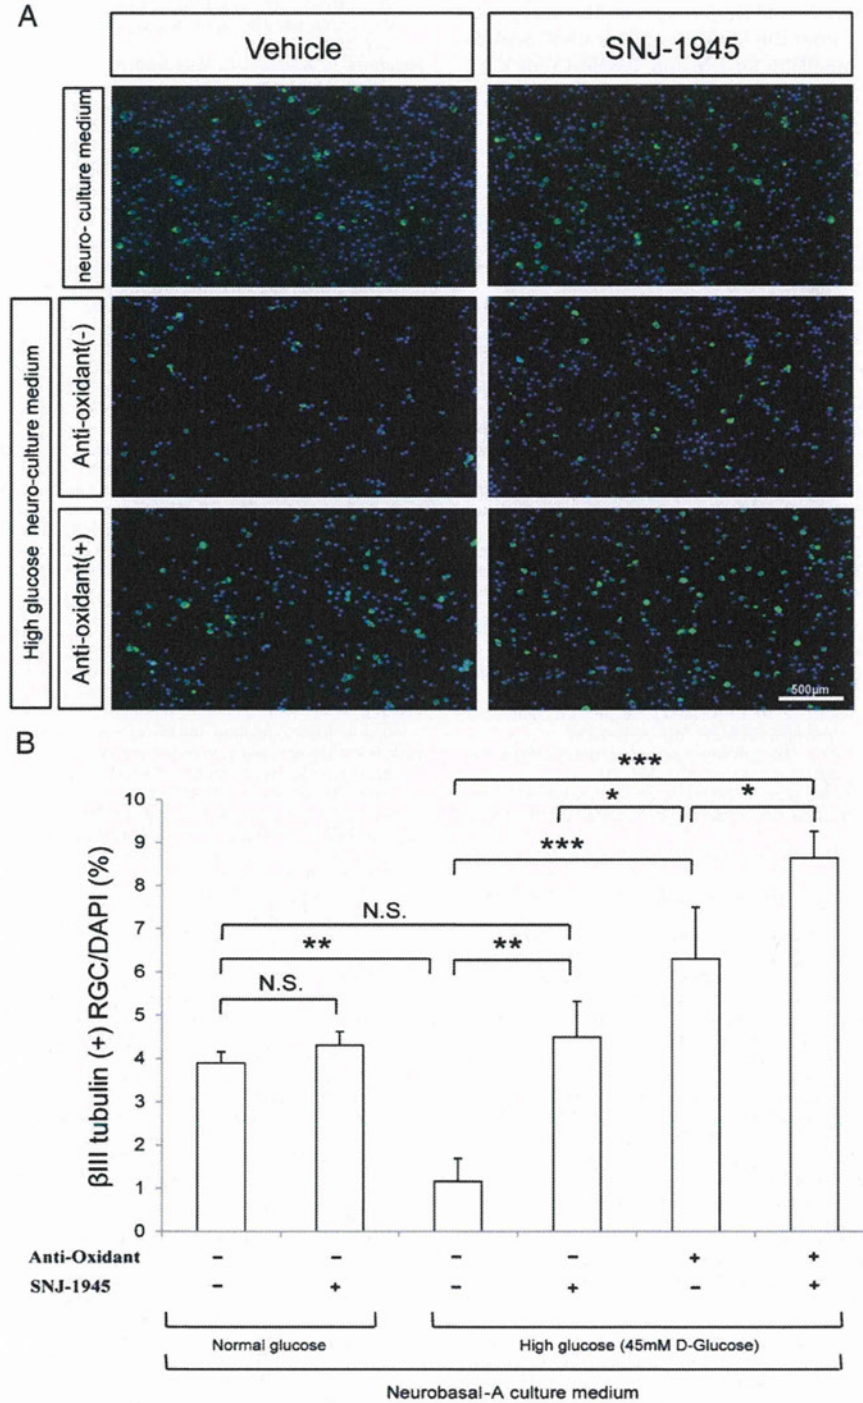 A
Vehicle
SNJ-1945
neuro- culture medium
High glucose neuro-culture medium
Anti-oxidant(-)
Anti-oxidant(+)
500µm
B
βIII tubulin (+) RGC/DAPI (%)
10
9
8
7
6
5
4
3
2
1
0
***
*
*
***
N.S.
**
**
N.S.
Anti-Oxidant - - - - + +
SNJ-1945 - + - + - +
Normal glucose
High glucose (45mM D-Glucose)
Neurobasal-A culture medium